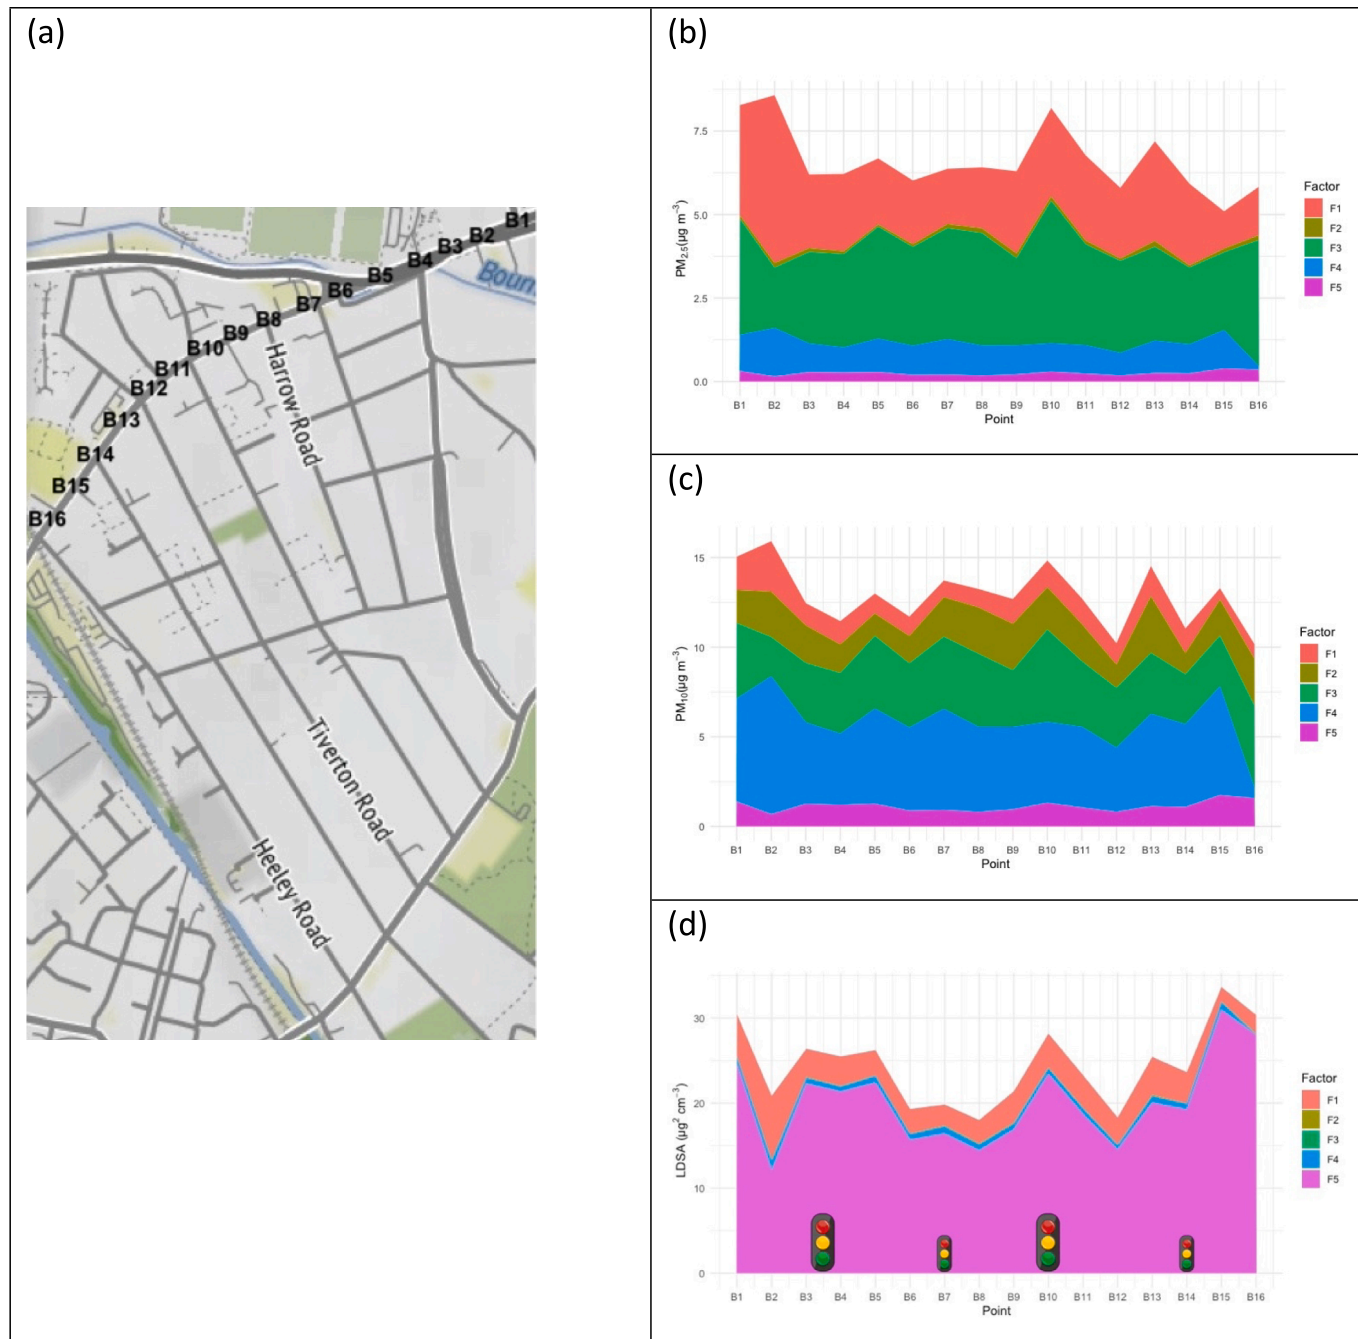 (a)
B1
B2
B3
B4
B5
B6
B7
B8
B9
B10
B11
B12
B13
B14
B15
B16
Bourn
Harrow Road
Tiverton Road
Heeley Road
(b)
PM2.5(µg m⁻³)
7.5
5.0
2.5
0.0
B1 B2 B3 B4 B5 B6 B7 B8 B9 B10 B11 B12 B13 B14 B15 B16
Point
Factor
F1
F2
F3
F4
F5
(c)
PM10(µg m⁻³)
15
10
5
0
B1 B2 B3 B4 B5 B6 B7 B8 B9 B10 B11 B12 B13 B14 B15 B16
Point
Factor
F1
F2
F3
F4
F5
(d)
LDSA (µg² cm⁻³)
30
20
10
0
B1 B2 B3 B4 B5 B6 B7 B8 B9 B10 B11 B12 B13 B14 B15 B16
Point
Factor
F1
F2
F3
F4
F5